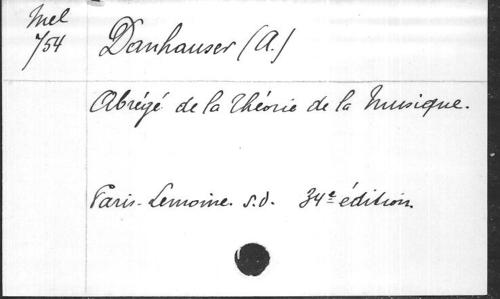 Mel
754
Danhauser (A.)
Abrégé de la Théorie de la Musique.
Paris - Lemoine. s.d. 34e édition.